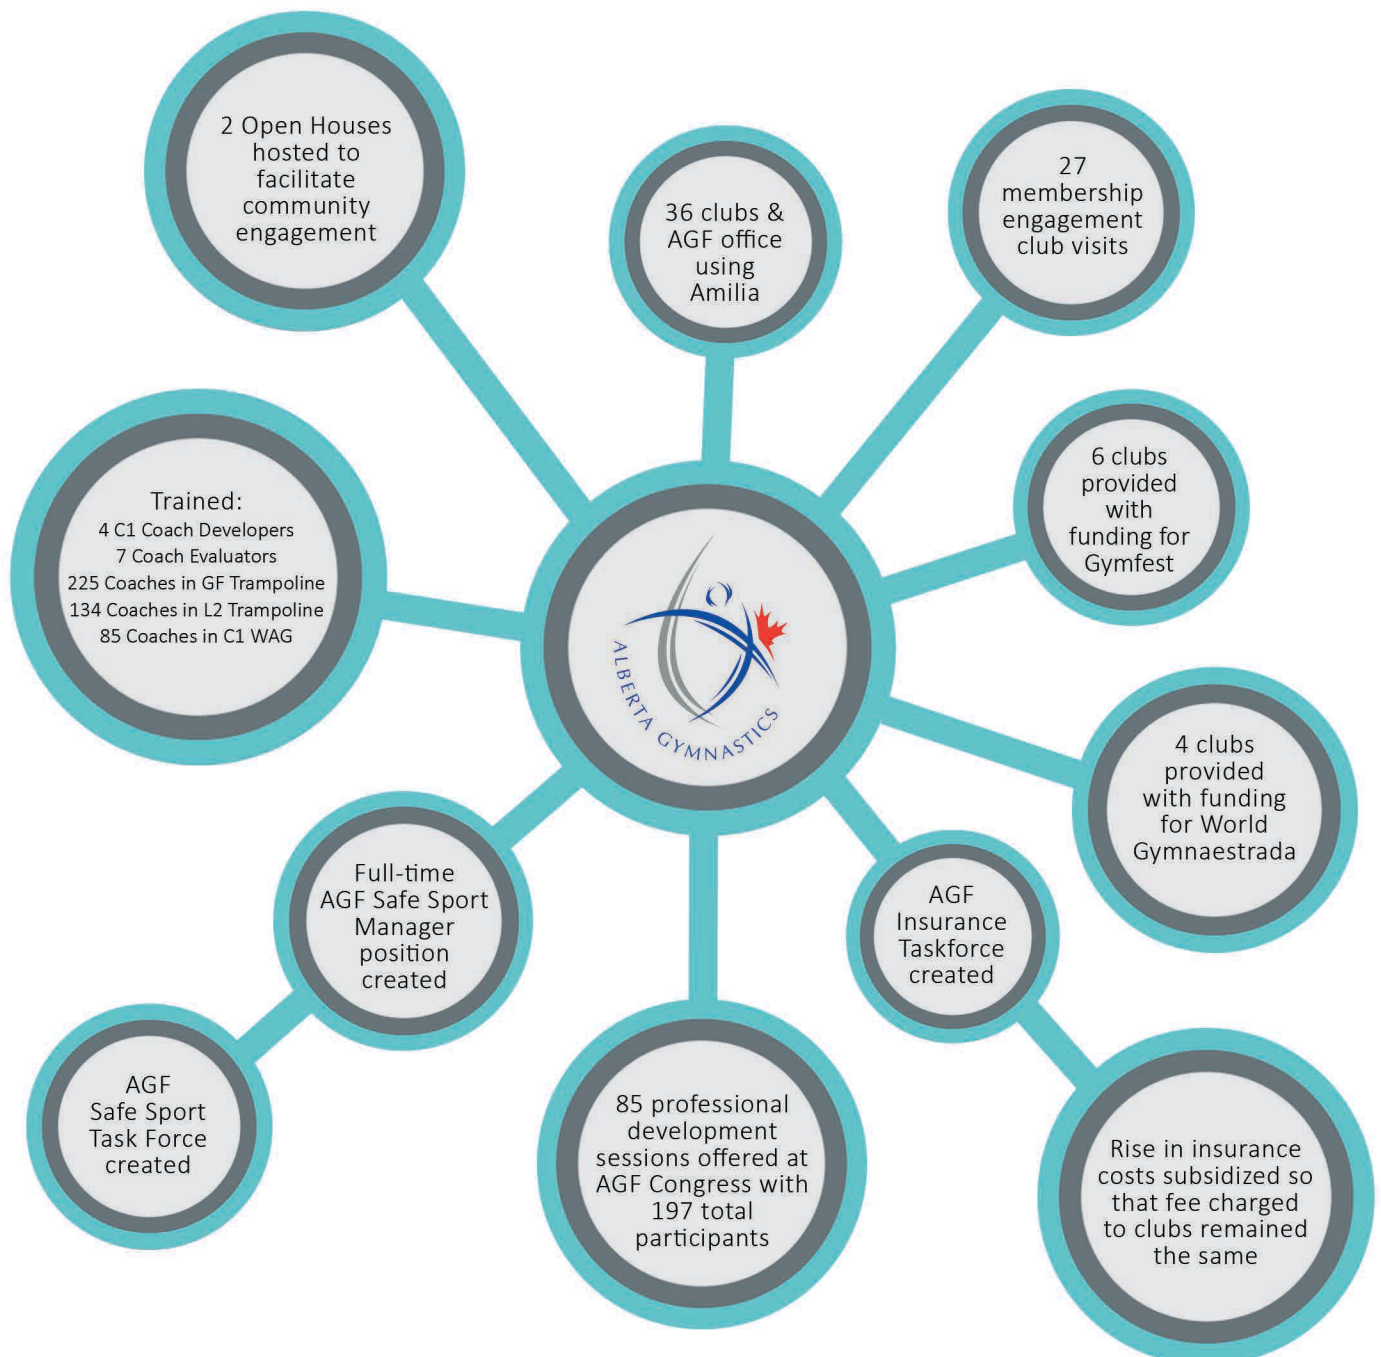 2 Open Houses
hosted to
facilitate
community
engagement
36 clubs &
AGF office
using
Amilia
27
membership
engagement
club visits
6 clubs
provided
with
funding for
Gymfest
Trained:
4 C1 Coach Developers
7 Coach Evaluators
225 Coaches in GF Trampoline
134 Coaches in L2 Trampoline
85 Coaches in C1 WAG
ALBERTA GYMNASTICS
4 clubs
provided
with funding
for World
Gymnaestrada
Full-time
AGF Safe Sport
Manager
position
created
AGF
Insurance
Taskforce
created
AGF
Safe Sport
Task Force
created
85 professional
development
sessions offered at
AGF Congress with
197 total
participants
Rise in insurance
costs subsidized so
that fee charged
to clubs remained
the same